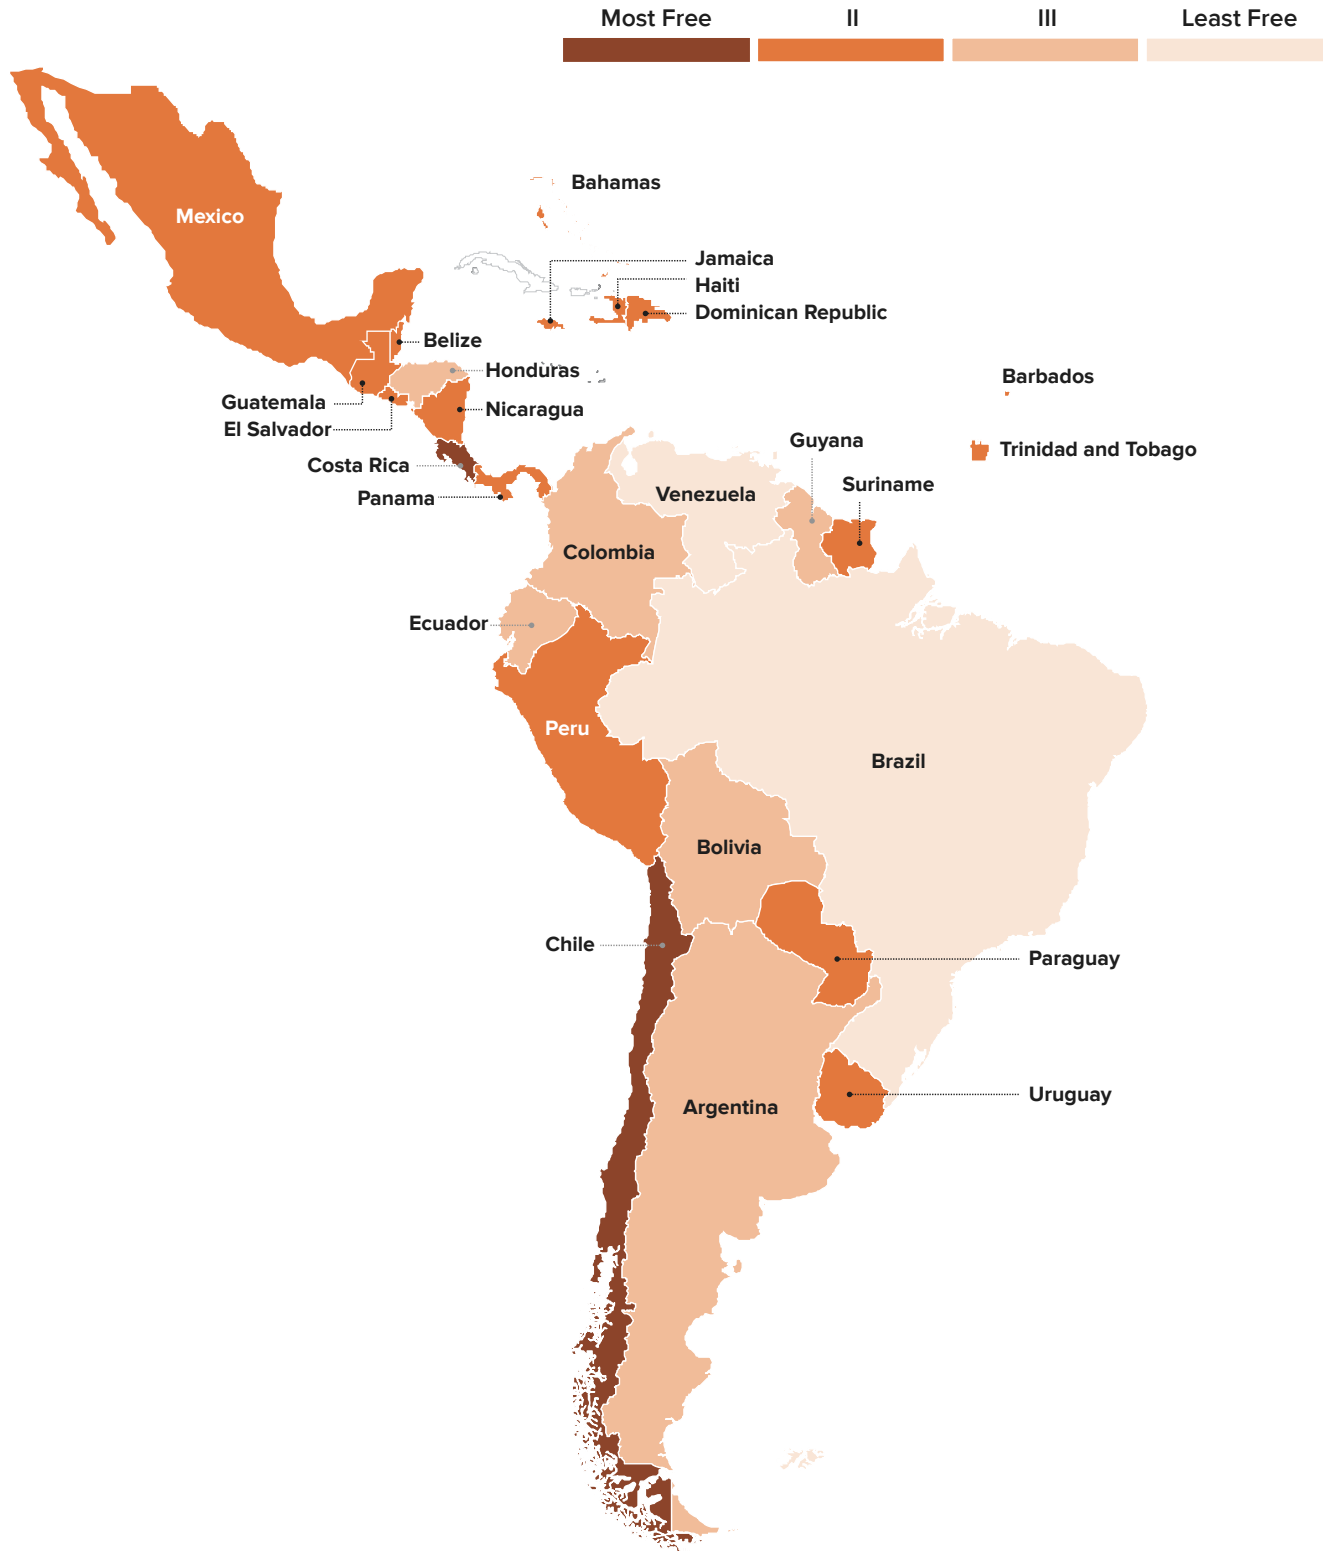 Most Free
II
III
Least Free
Bahamas
Mexico
Jamaica
Haiti
Dominican Republic
Belize
Honduras
Barbados
Guatemala
Nicaragua
El Salvador
Guyana
Trinidad and Tobago
Costa Rica
Suriname
Panama
Venezuela
Colombia
Ecuador
Peru
Brazil
Bolivia
Chile
Paraguay
Uruguay
Argentina